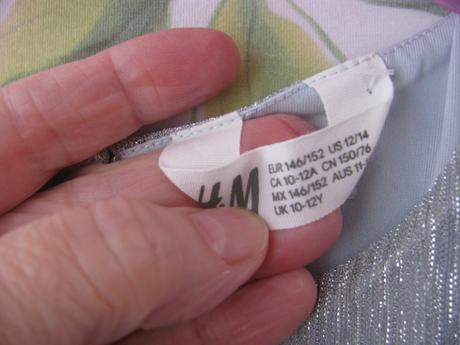 H&M
EUR 146/152 US 12/14
CA 10-12A CN 150/76
MX 146/152 AUS 11-
UK 10-12Y